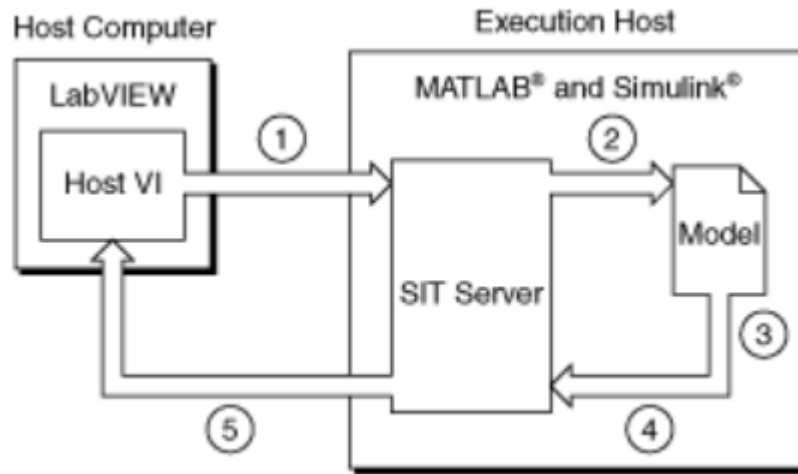 Host Computer
Execution Host
LabVIEW
MATLAB® and Simulink©
1
2
Host VI
Model
SIT Server
3
5
4